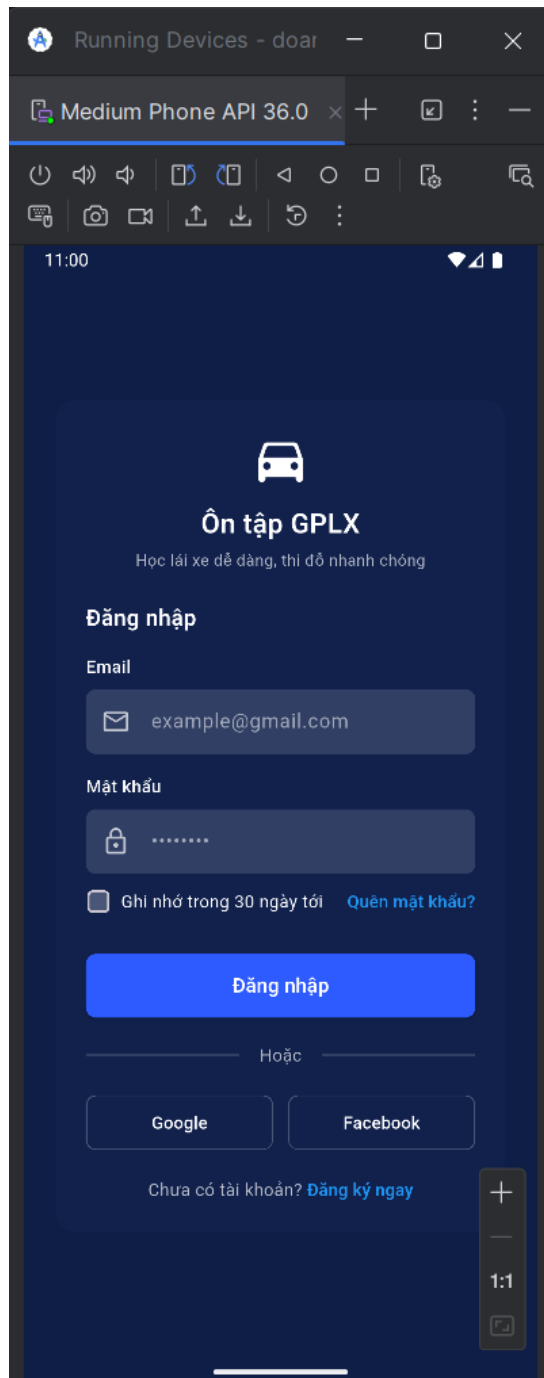 Running Devices - doar
Medium Phone API 36.0
11:00
Ôn tập GPLX
Học lái xe dễ dàng, thi đỗ nhanh chóng
Đăng nhập
Email
example@gmail.com
Mật khẩu
Ghi nhớ trong 30 ngày tới Quên mật khẩu?
Đăng nhập
Hoặc
Google Facebook
Chưa có tài khoản? Đăng ký ngay
1:1